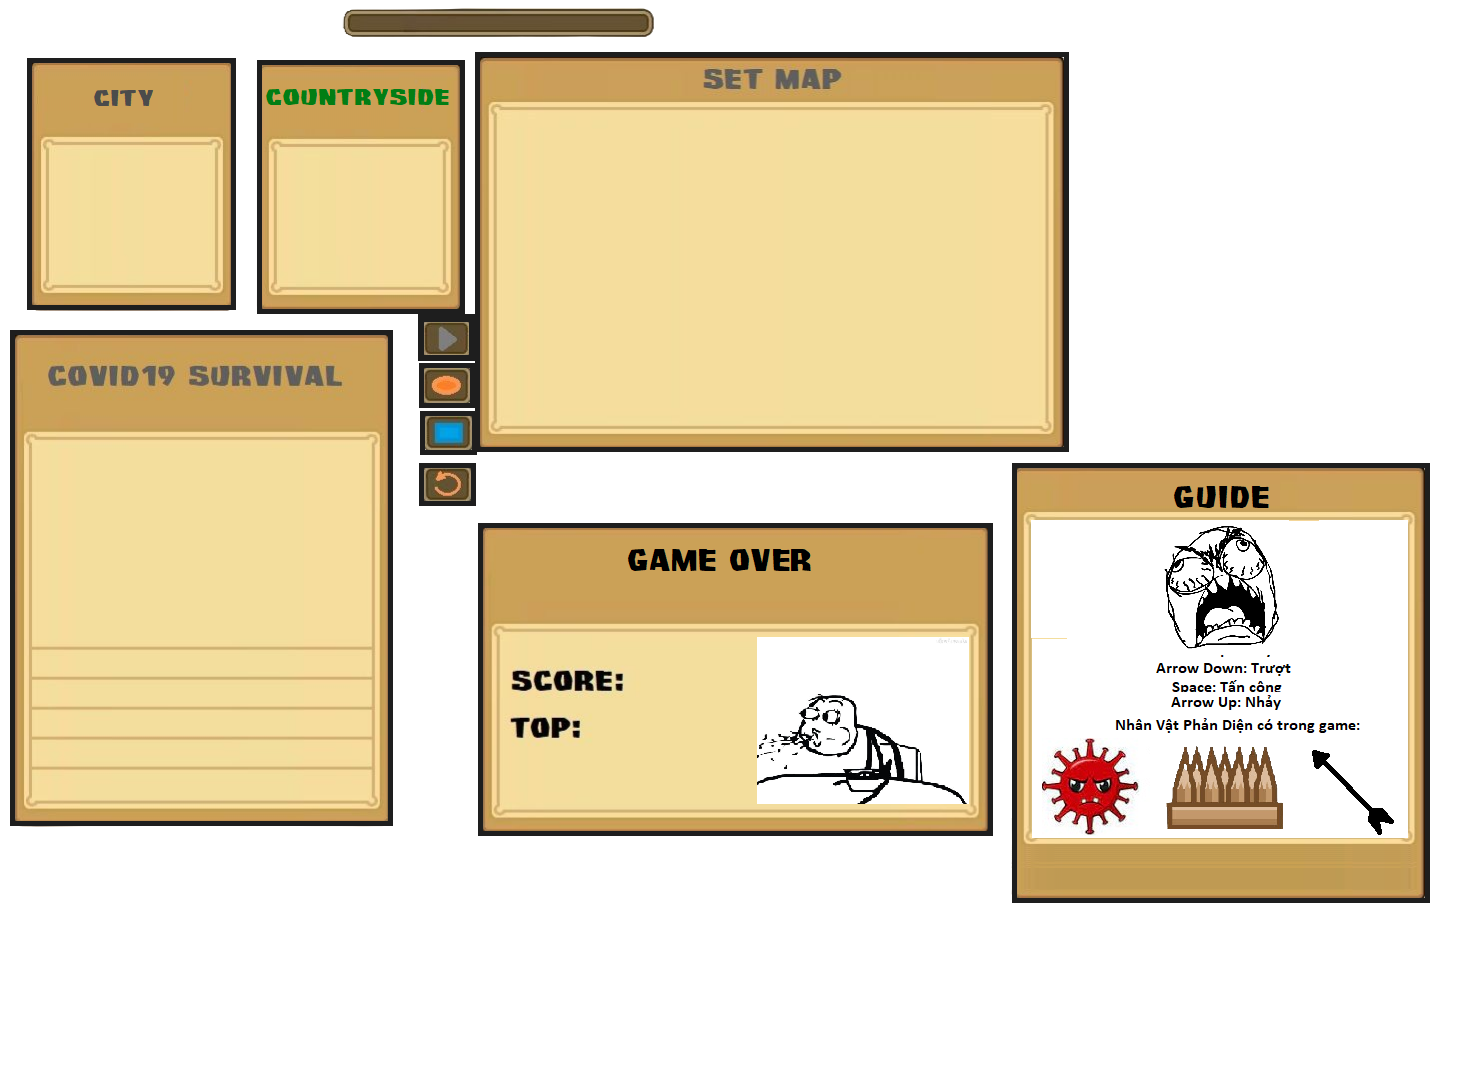 SET MAP
CITY
COUNTRYSIDE
COVID19 SURVIVAL
GUIDE
GAME OVER
SCORE:
TOP:
Arrow Down: Trượt
Space: Tấn công
Arrow Up: Nhảy
Nhân Vật Phản Diện có trong game: